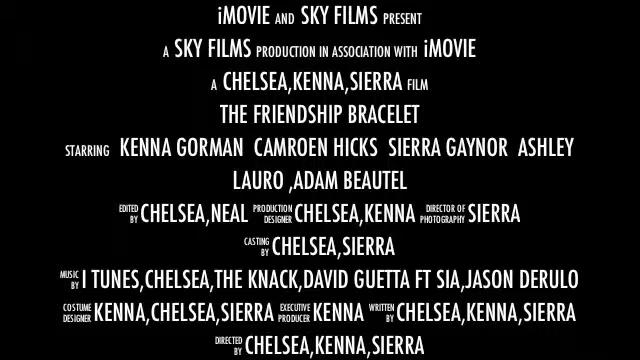 iMOVIE AND SKY FILMS PRESENT
A SKY FILMS PRODUCTION IN ASSOCIATION WITH iMOVIE
A CHELSEA,KENNA,SIERRA FILM
THE FRIENDSHIP BRACELET
STARRING KENNA GORMAN CAMROEN HICKS SIERRA GAYNOR ASHLEY
LAURO ,ADAM BEAUTEL
EDITED BY CHELSEA,NEAL PRODUCTION DESIGNER CHELSEA,KENNA DIRECTOR OF PHOTOGRAPHY SIERRA
CASTING BY CHELSEA,SIERRA
MUSIC BY I TUNES,CHELSEA,THE KNACK,DAVID GUETTA FT SIA,JASON DERULO
COSTUME DESIGNER KENNA,CHELSEA,SIERRA EXECUTIVE PRODUCER KENNA WRITTEN BY CHELSEA,KENNA,SIERRA
DIRECTED BY CHELSEA,KENNA,SIERRA